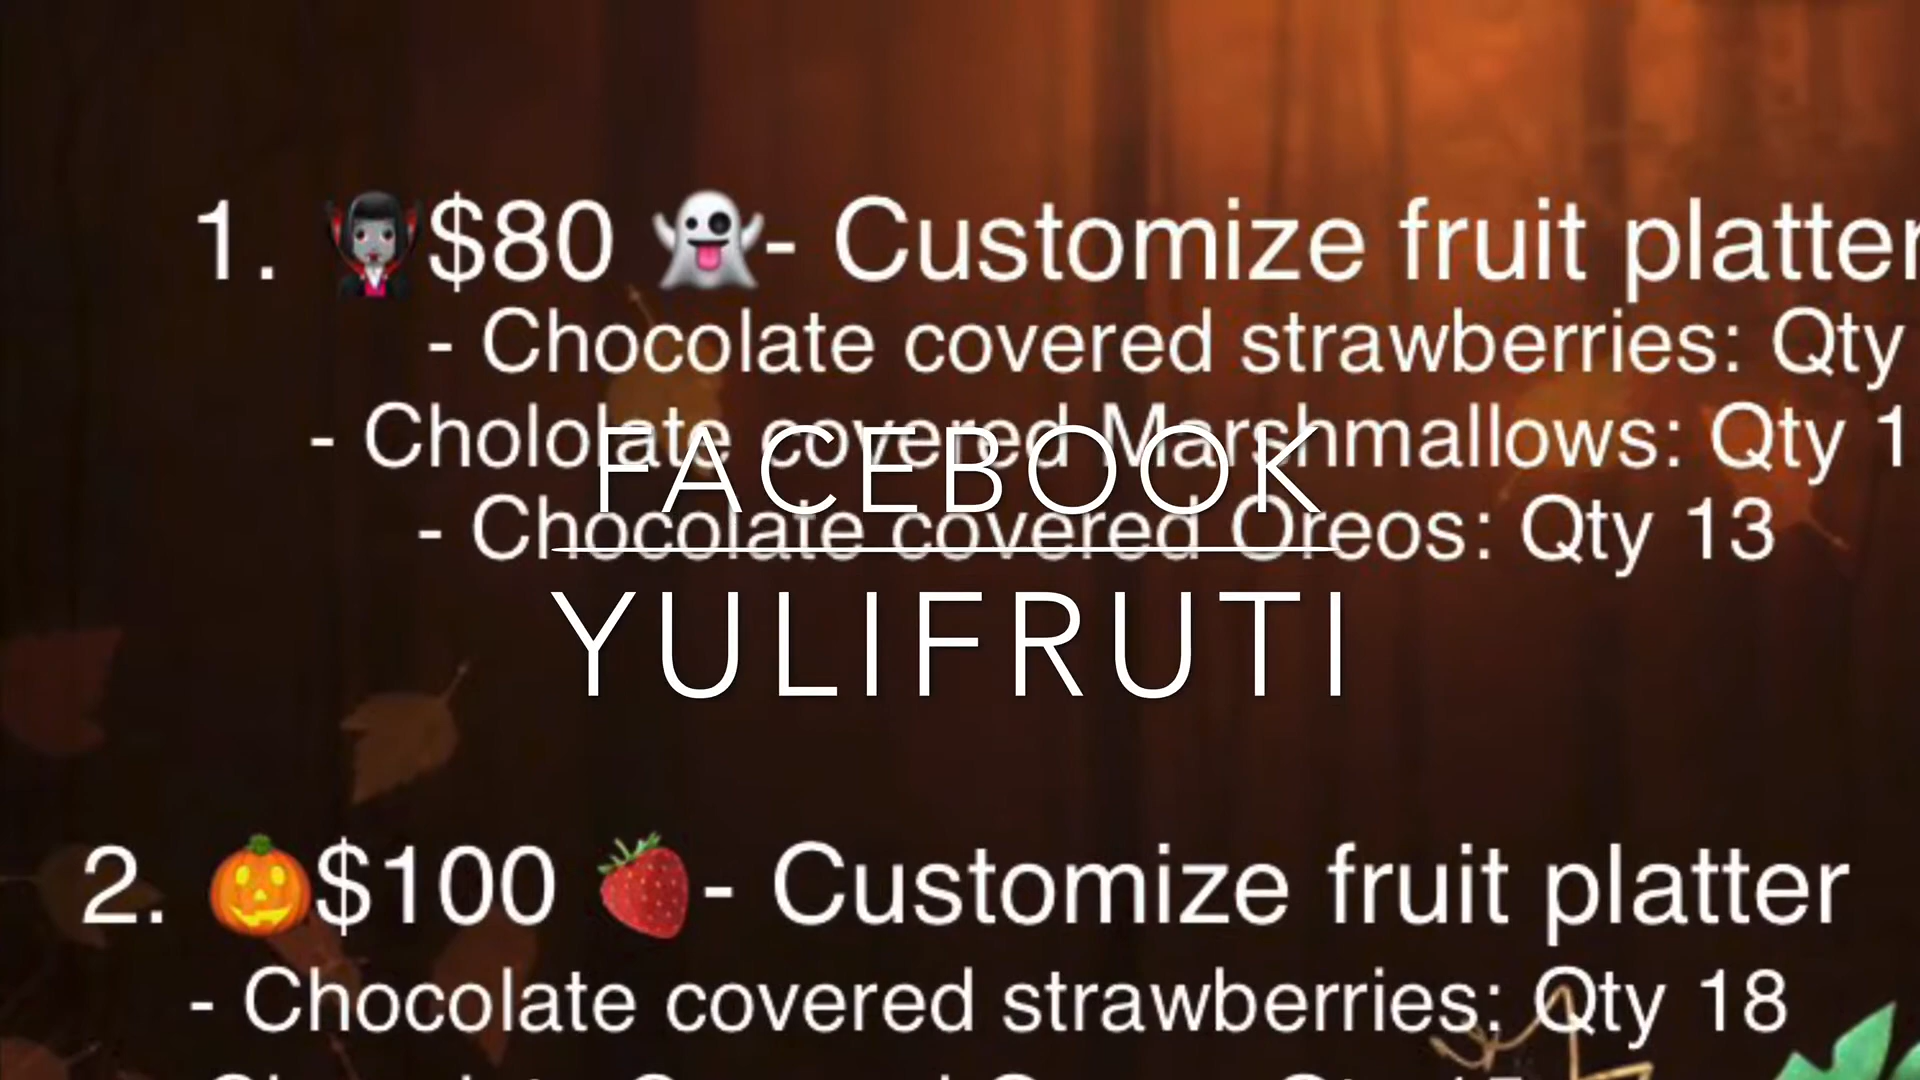 1. 🧛🏻‍♀️$80 👻- Customize fruit platter
- Chocolate covered strawberries: Qty
- Chololate covered Marshmallows: Qty 1
- Chocolate covered Oreos: Qty 13
FACEBOOK
YULIFRUTI
2. 🎃$100 🍓- Customize fruit platter
- Chocolate covered strawberries: Qty 18